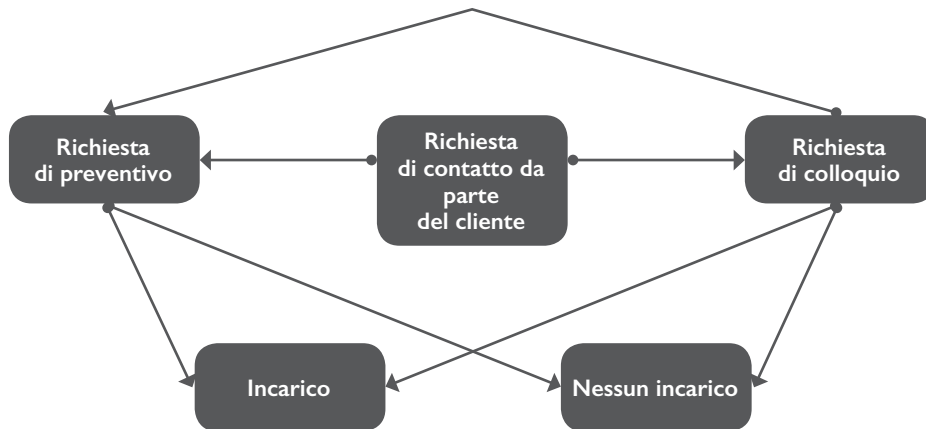 Richiesta
di preventivo
Richiesta
di contatto da
parte
del cliente
Richiesta
di colloquio
Incarico
Nessun incarico